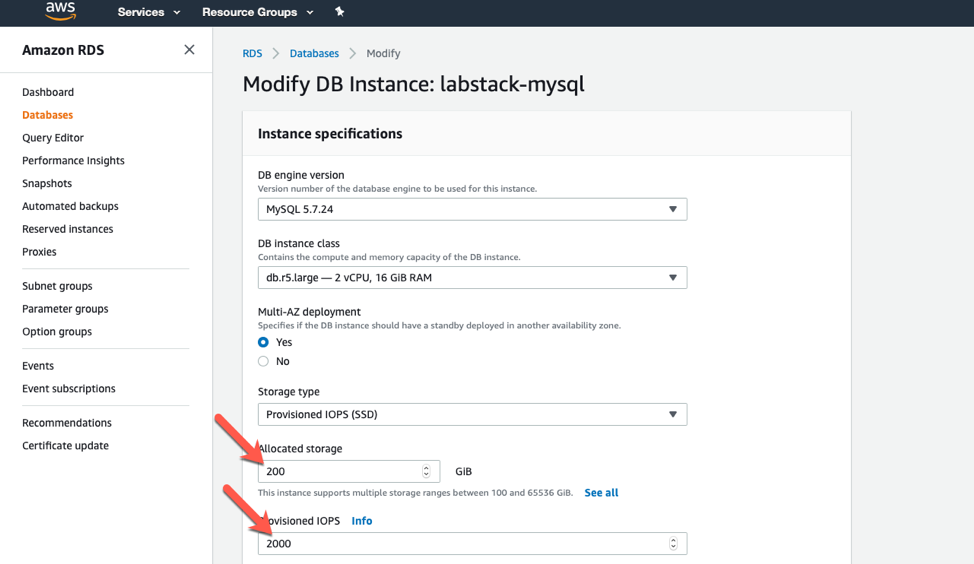 aws
Services
Resource Groups
Amazon RDS
Dashboard
Databases
Query Editor
Performance Insights
Snapshots
Automated backups
Reserved instances
Proxies
Subnet groups
Parameter groups
Option groups
Events
Event subscriptions
Recommendations
Certificate update
RDS > Databases > Modify
Modify DB Instance: labstack-mysql
Instance specifications
DB engine version
Version number of the database engine to be used for this instance.
MySQL 5.7.24
DB instance class
Contains the compute and memory capacity of the DB instance.
db.r5.large — 2 vCPU, 16 GiB RAM
Multi-AZ deployment
Specifies if the DB instance should have a standby deployed in another availability zone.
Yes
No
Storage type
Provisioned IOPS (SSD)
Allocated storage
200 GiB
This instance supports multiple storage ranges between 100 and 65536 GiB. See all
Provisioned IOPS Info
2000